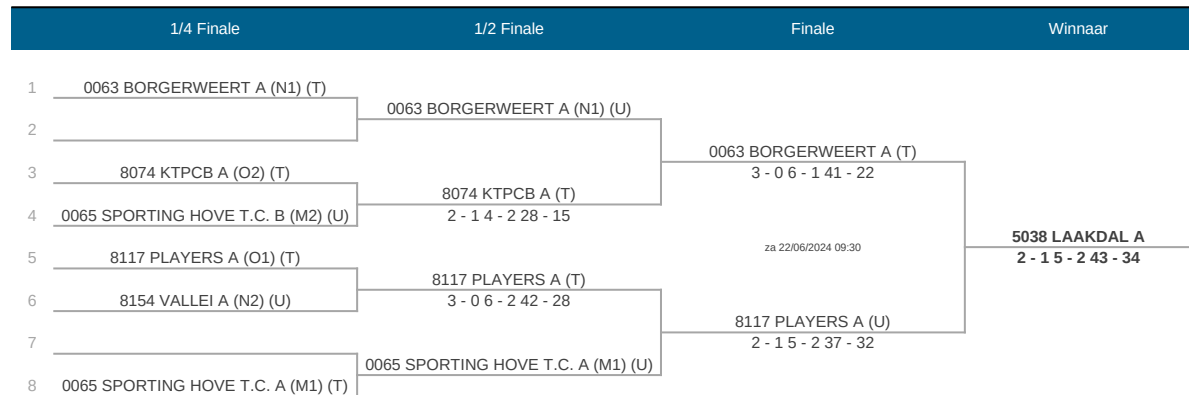 1/4 Finale 1/2 Finale Finale Winnaar
1 0063 BORGERWEERT A (N1) (T)
0063 BORGERWEERT A (N1) (U)
2
0063 BORGERWEERT A (T)
3 8074 KTPCB A (O2) (T)
3 - 0 6 - 1 41 - 22
8074 KTPCB A (T)
4 0065 SPORTING HOVE T.C. B (M2) (U)
2 - 1 4 - 2 28 - 15
5038 LAAKDAL A
za 22/06/2024 09:30
5 8117 PLAYERS A (O1) (T)
2 - 1 5 - 2 43 - 34
8117 PLAYERS A (T)
6 8154 VALLEI A (N2) (U)
3 - 0 6 - 2 42 - 28
8117 PLAYERS A (U)
7
2 - 1 5 - 2 37 - 32
0065 SPORTING HOVE T.C. A (M1) (U)
8 0065 SPORTING HOVE T.C. A (M1) (T)